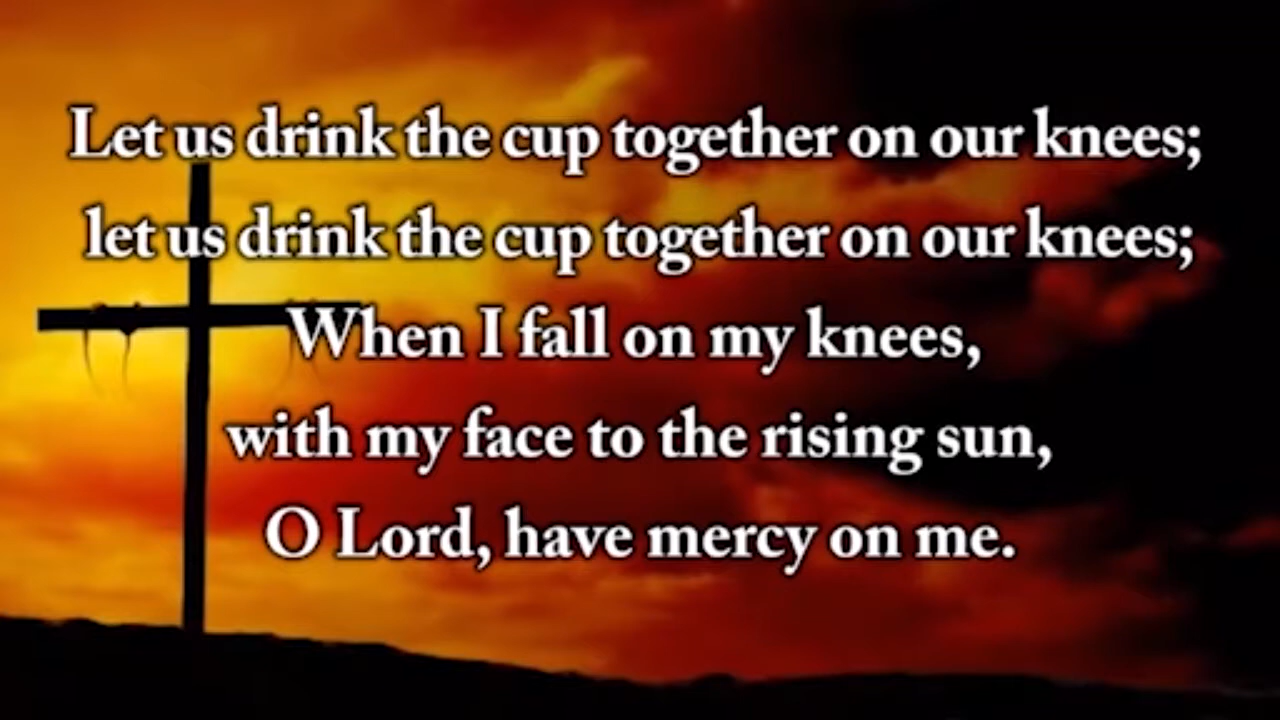 Let us drink the cup together on our knees;
let us drink the cup together on our knees;
When I fall on my knees,
with my face to the rising sun,
O Lord, have mercy on me.